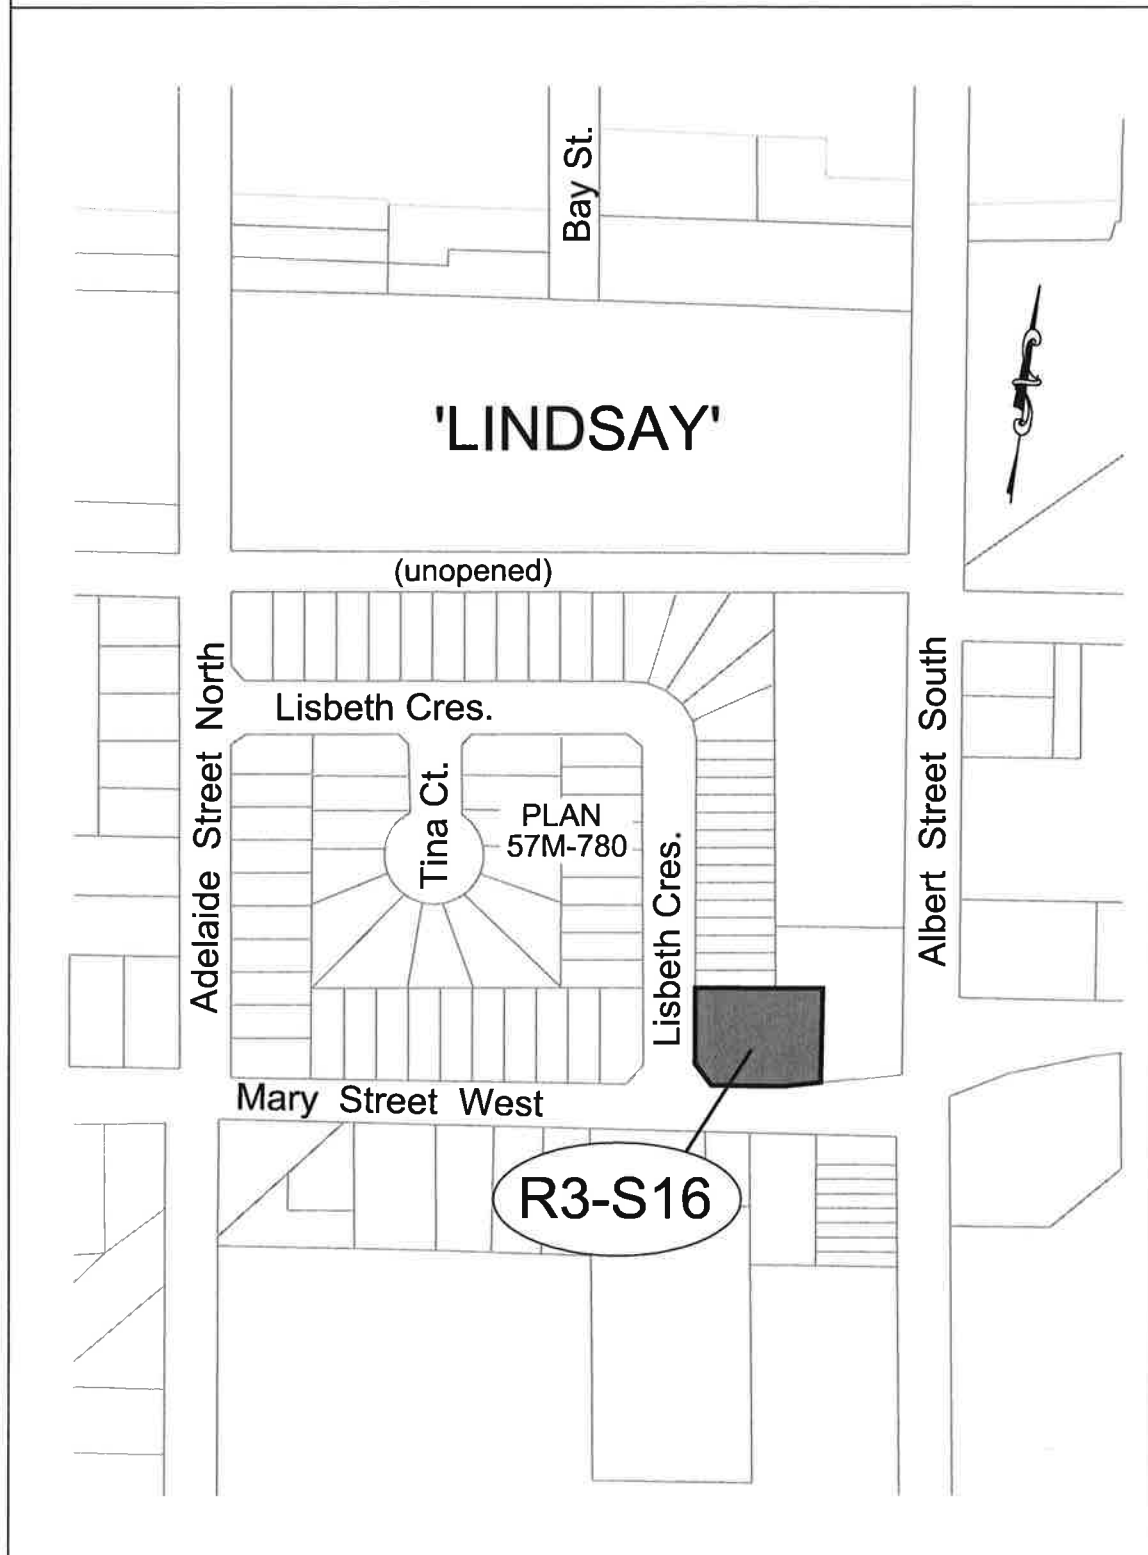 Bay St.
'LINDSAY'
(unopened)
Adelaide Street North
Lisbeth Cres.
Tina Ct.
PLAN
57M-780
Lisbeth Cres.
Albert Street South
Mary Street West
R3-S16